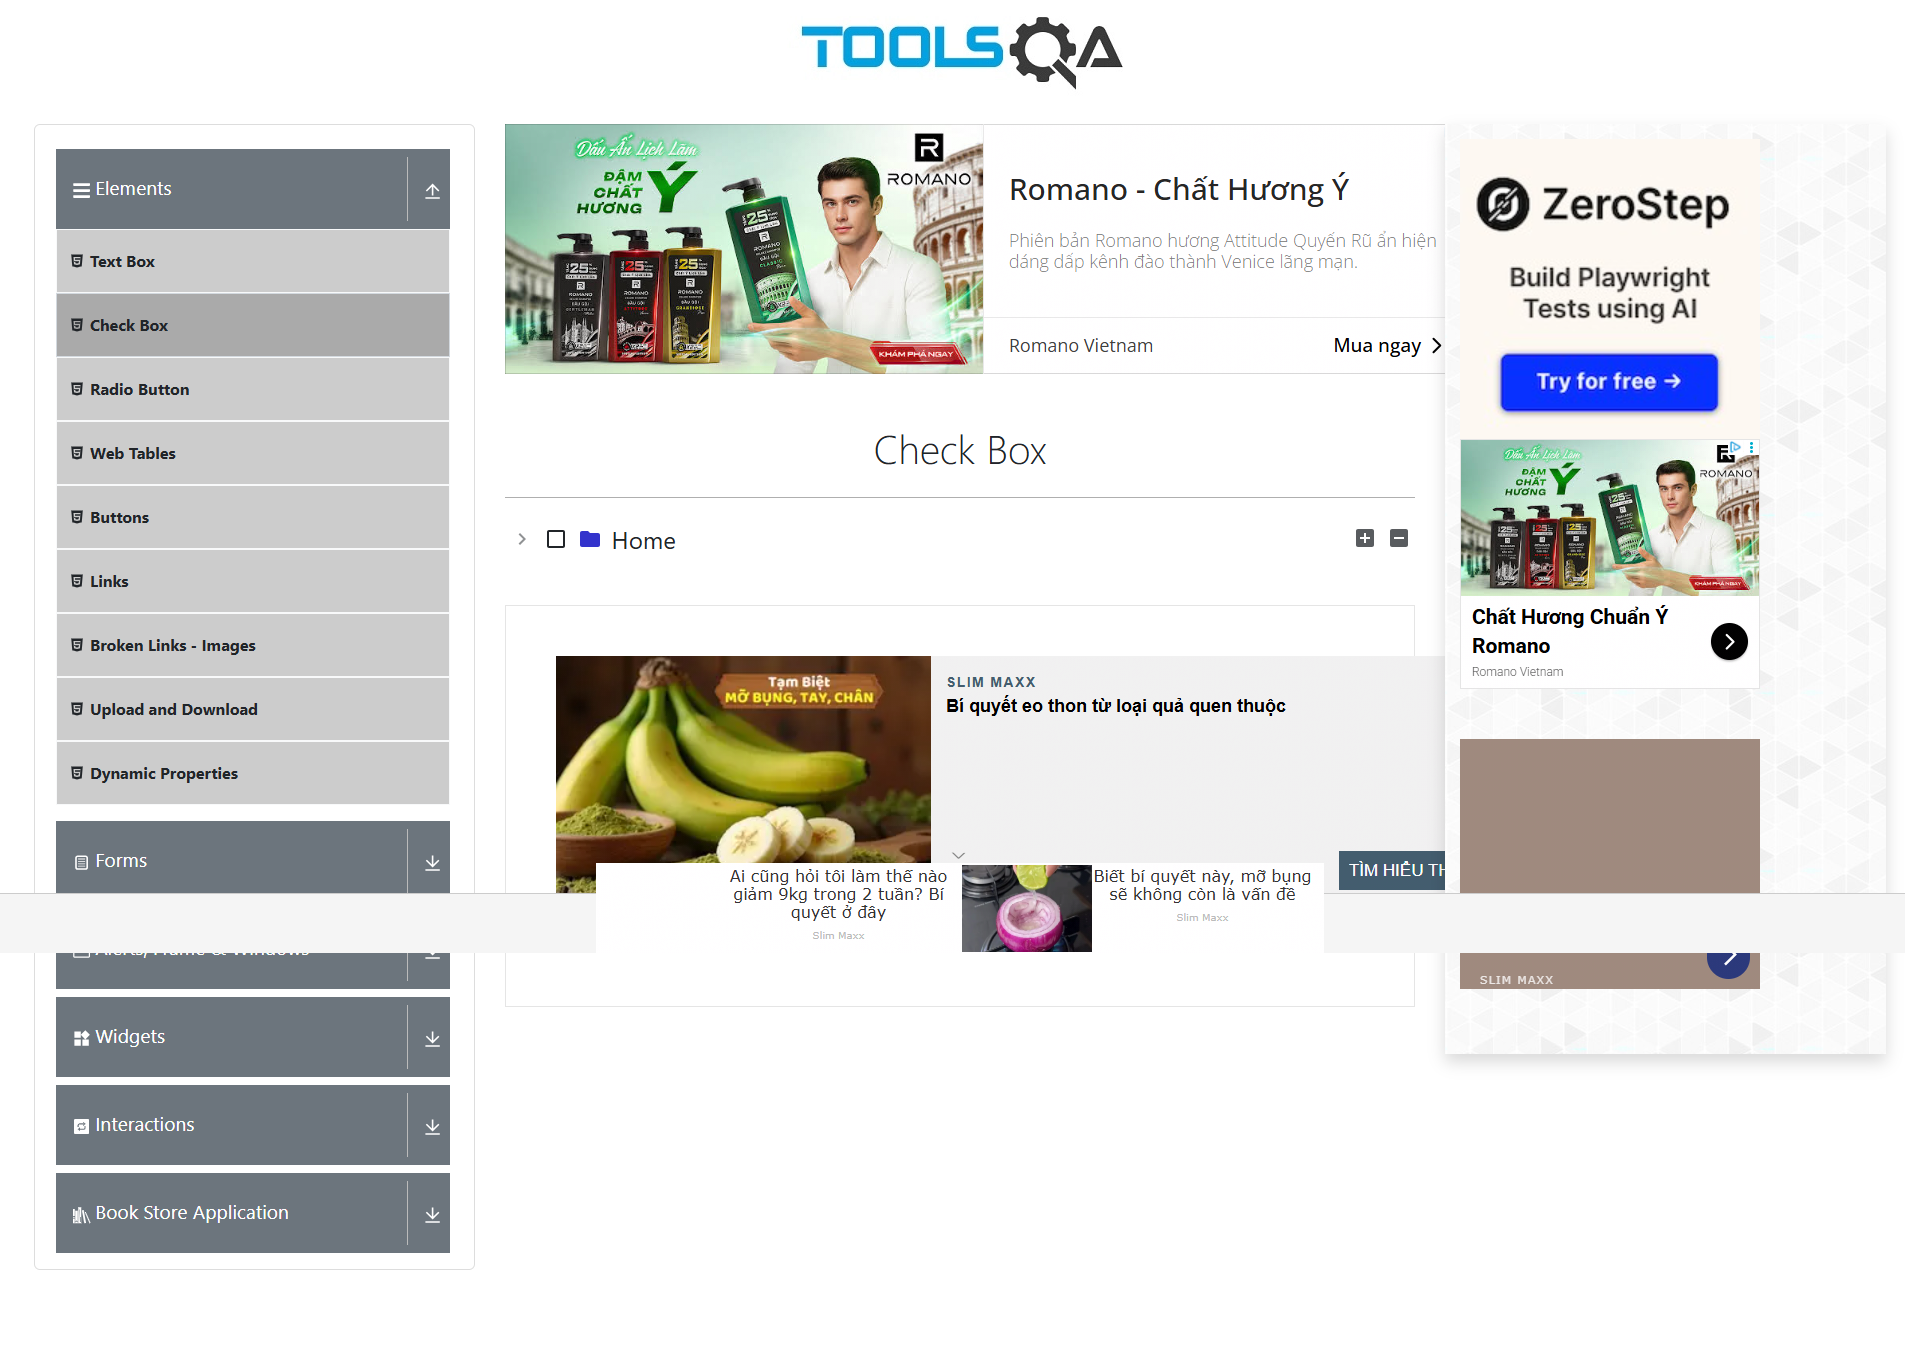 TOOLSQA
Elements
Text Box
Check Box
Radio Button
Web Tables
Buttons
Links
Broken Links - Images
Upload and Download
Dynamic Properties
Forms
Alerts, Frame & Windows
Widgets
Interactions
Book Store Application
Dấu Ấn Lịch Lãm
ĐẬM
CHẤT
HƯƠNG
Ý
R
ROMANO
KHÁM PHÁ NGAY
Romano - Chất Hương Ý
Phiên bản Romano hương Attitude Quyến Rũ ẩn hiện
dáng dấp kênh đào thành Venice lãng mạn.
Romano Vietnam
Mua ngay
Check Box
Home
Tạm Biệt
MỠ BỤNG, TAY, CHÂN
SLIM MAXX
Bí quyết eo thon từ loại quả quen thuộc
TÌM HIỂU TH
Ai cũng hỏi tôi làm thế nào
giảm 9kg trong 2 tuần? Bí
quyết ở đây
Slim Maxx
Biết bí quyết này, mỡ bụng
sẽ không còn là vấn đề
Slim Maxx
ZeroStep
Build Playwright
Tests using AI
Try for free →
Dấu Ấn Lịch Lãm
ĐẬM
CHẤT
HƯƠNG
Ý
ROMANO
KHÁM PHÁ NGAY
Chất Hương Chuẩn Ý
Romano
Romano Vietnam
SLIM MAXX